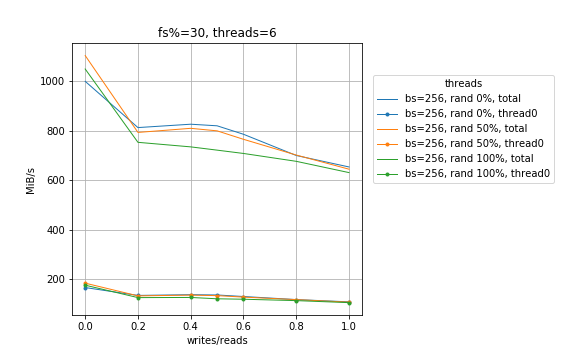 fs%=30, threads=6
1000
800
600
400
200
MiB/s
0.0 0.2 0.4 0.6 0.8 1.0
writes/reads
threads
bs=256, rand 0%, total
bs=256, rand 0%, thread0
bs=256, rand 50%, total
bs=256, rand 50%, thread0
bs=256, rand 100%, total
bs=256, rand 100%, thread0